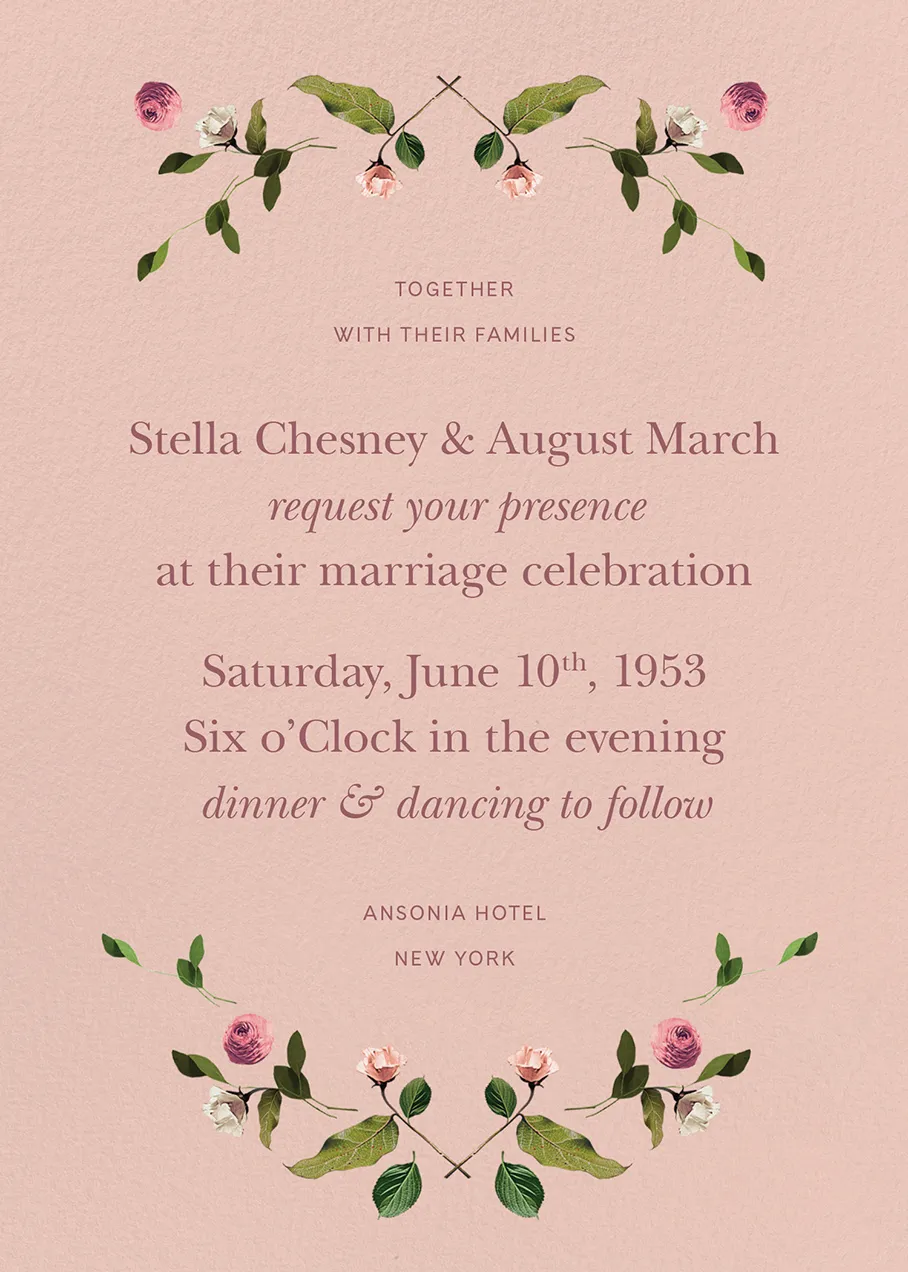 TOGETHER
WITH THEIR FAMILIES
Stella Chesney & August March
request your presence
at their marriage celebration
Saturday, June 10th, 1953
Six o’Clock in the evening
dinner & dancing to follow
ANSONIA HOTEL
NEW YORK